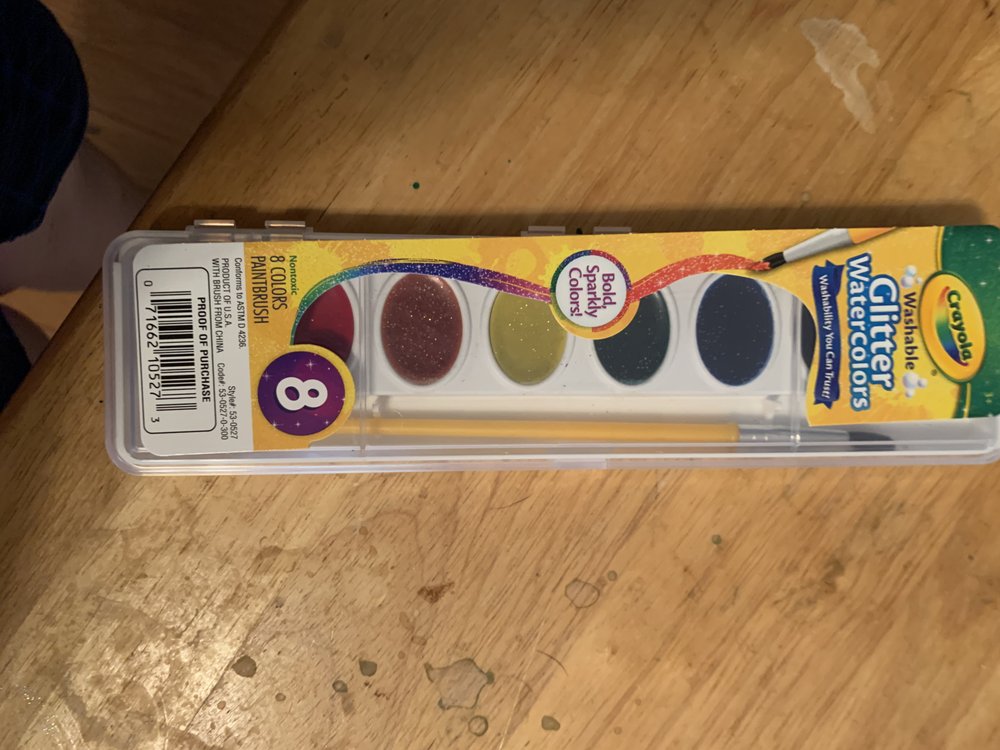 Crayola
®
Washable
Glitter
Watercolors
Washability You Can Trust!
Bold,
Sparkly
Colors!
8
Nontoxic
8 COLORS
PAINTBRUSH
Conforms to ASTM D 4236.
PRODUCT OF U.S.A.
WITH BRUSH FROM CHINA
Style#: 53-0527
Code#: 53-0527-0-300
PROOF OF PURCHASE
0 71662 10527 3